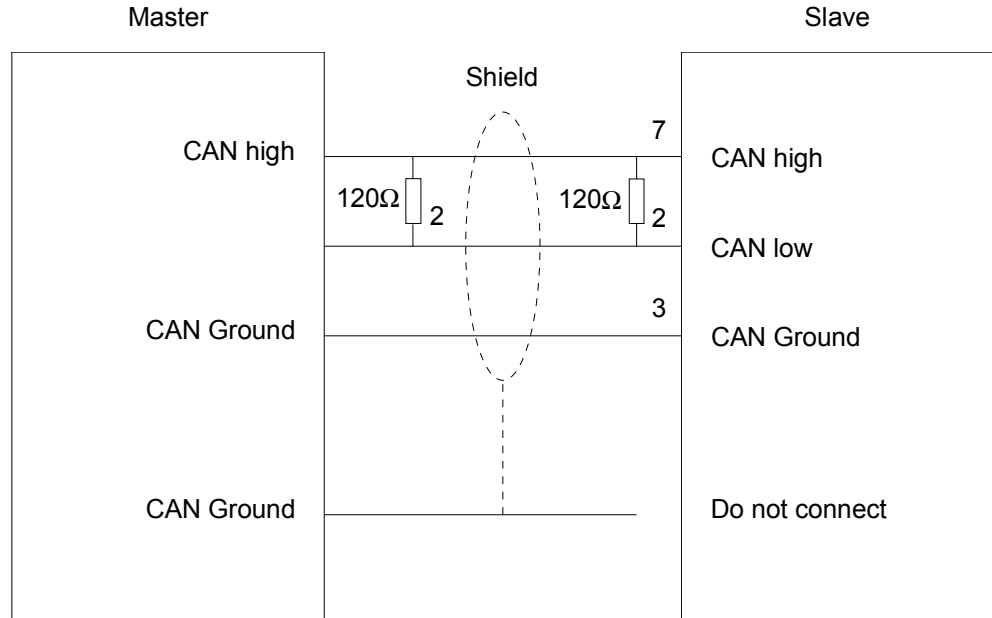 Master
Slave
Shield
7
CAN high
CAN high
120Ω
2
120Ω
2
CAN low
3
CAN Ground
CAN Ground
CAN Ground
Do not connect